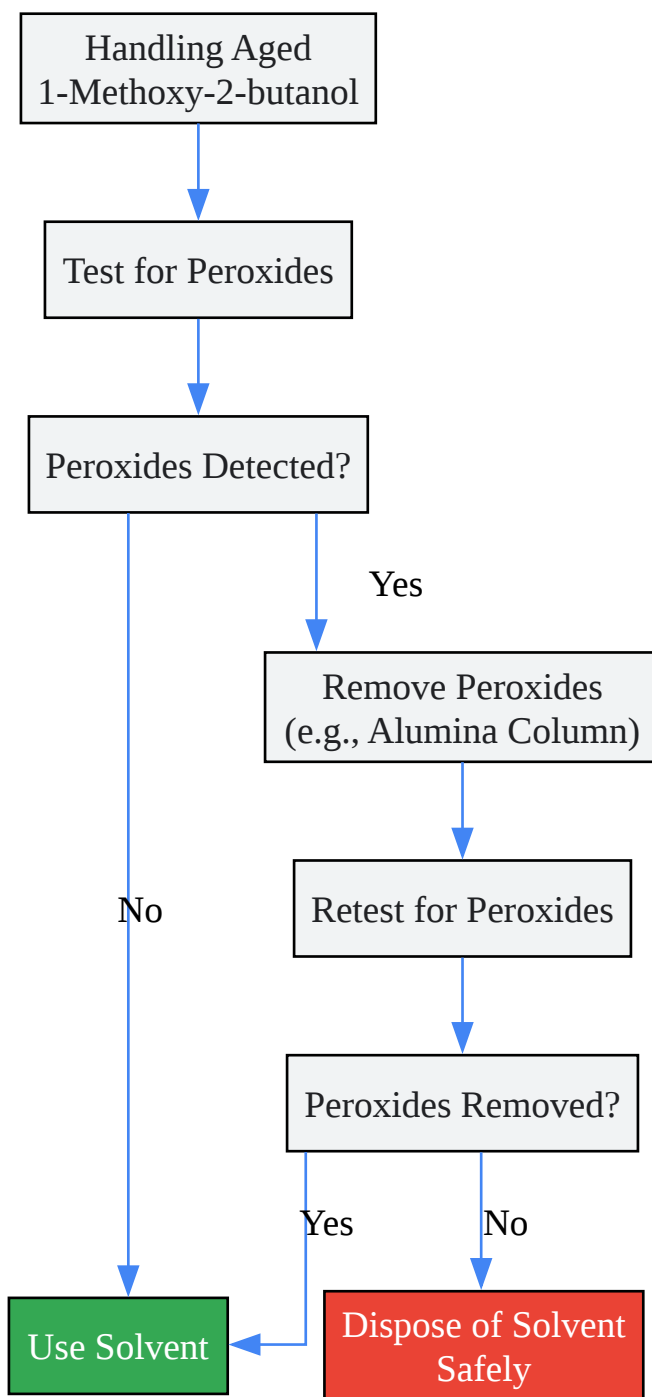 Handling Aged
1-Methoxy-2-butanol
Test for Peroxides
Peroxides Detected?
Yes
Remove Peroxides
(e.g., Alumina Column)
No
Retest for Peroxides
Peroxides Removed?
Yes
No
Use Solvent
Dispose of Solvent
Safely